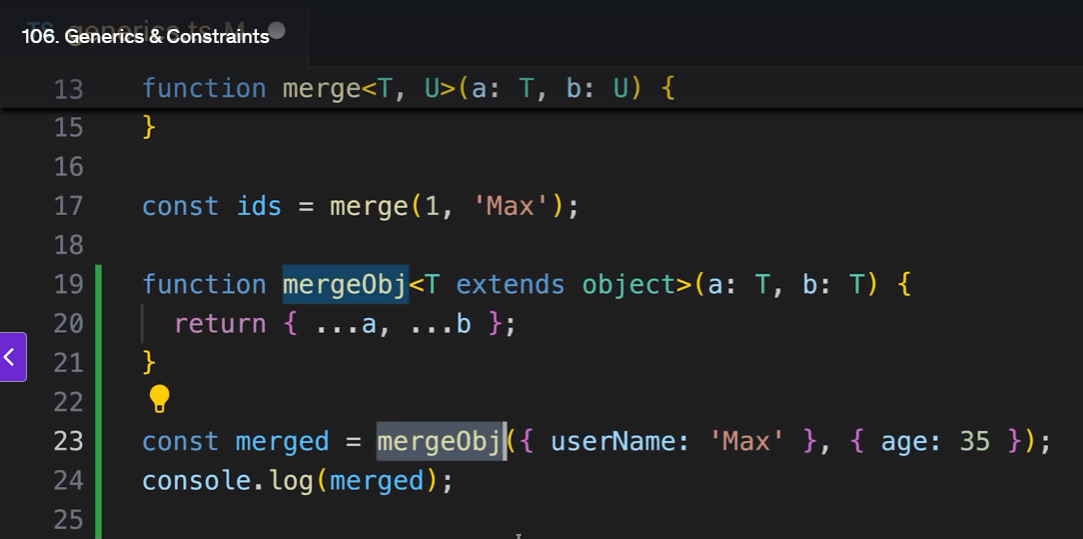 106. Generics & Constraints
TS generics.ts M
13 function merge<T, U>(a: T, b: U) {
15 }
16
17 const ids = merge(1, 'Max');
18
19 function mergeObj<T extends object>(a: T, b: T) {
20 return { ...a, ...b };
21 }
22
23 const merged = mergeObj({ userName: 'Max' }, { age: 35 });
24 console.log(merged);
25